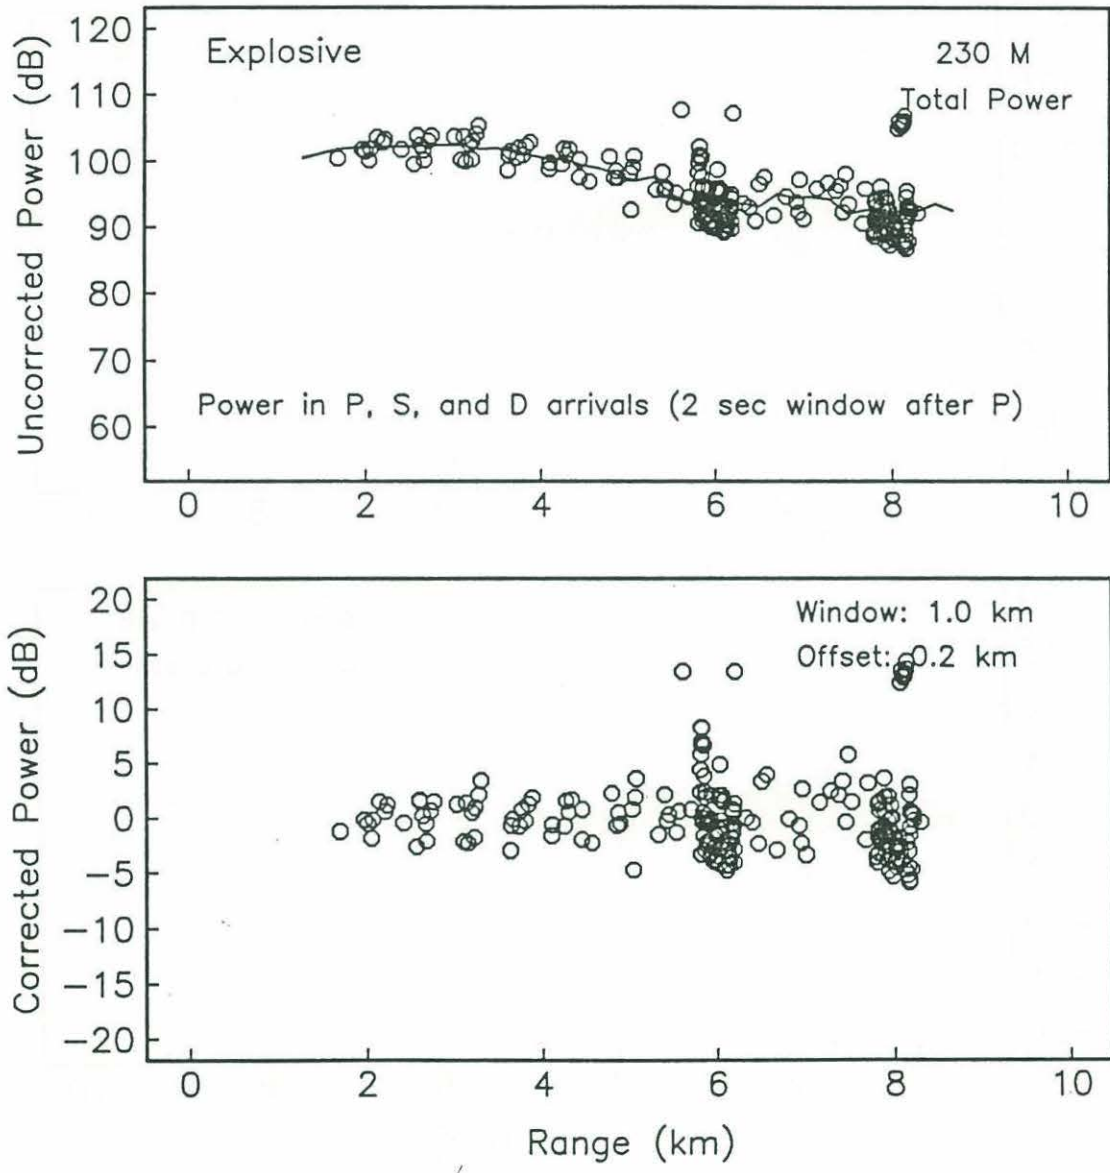 Uncorrected Power (dB)
120
110
100
90
80
70
60
Explosive
230 M
Total Power
Power in P, S, and D arrivals (2 sec window after P)
0 2 4 6 8 10
Corrected Power (dB)
20
15
10
5
0
−5
−10
−15
−20
Window: 1.0 km
Offset: 0.2 km
0 2 4 6 8 10
Range (km)